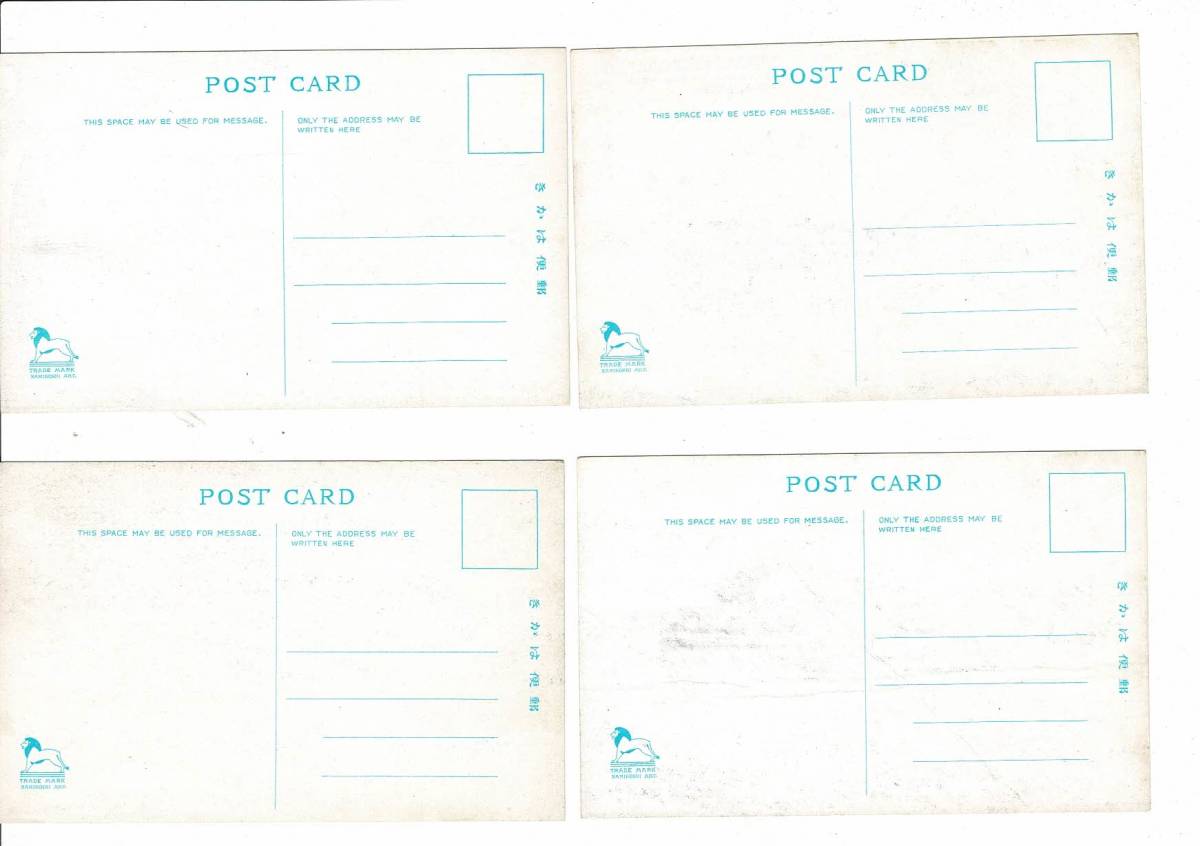 POST CARD
THIS SPACE MAY BE USED FOR MESSAGE.
ONLY THE ADDRESS MAY BE
WRITTEN HERE
きかは便郵
TRADE MARK
POST CARD
THIS SPACE MAY BE USED FOR MESSAGE.
ONLY THE ADDRESS MAY BE
WRITTEN HERE
きかは便郵
TRADE MARK
POST CARD
THIS SPACE MAY BE USED FOR MESSAGE.
ONLY THE ADDRESS MAY BE
WRITTEN HERE
きかは便郵
TRADE MARK
POST CARD
THIS SPACE MAY BE USED FOR MESSAGE.
ONLY THE ADDRESS MAY BE
WRITTEN HERE
きかは便郵
TRADE MARK